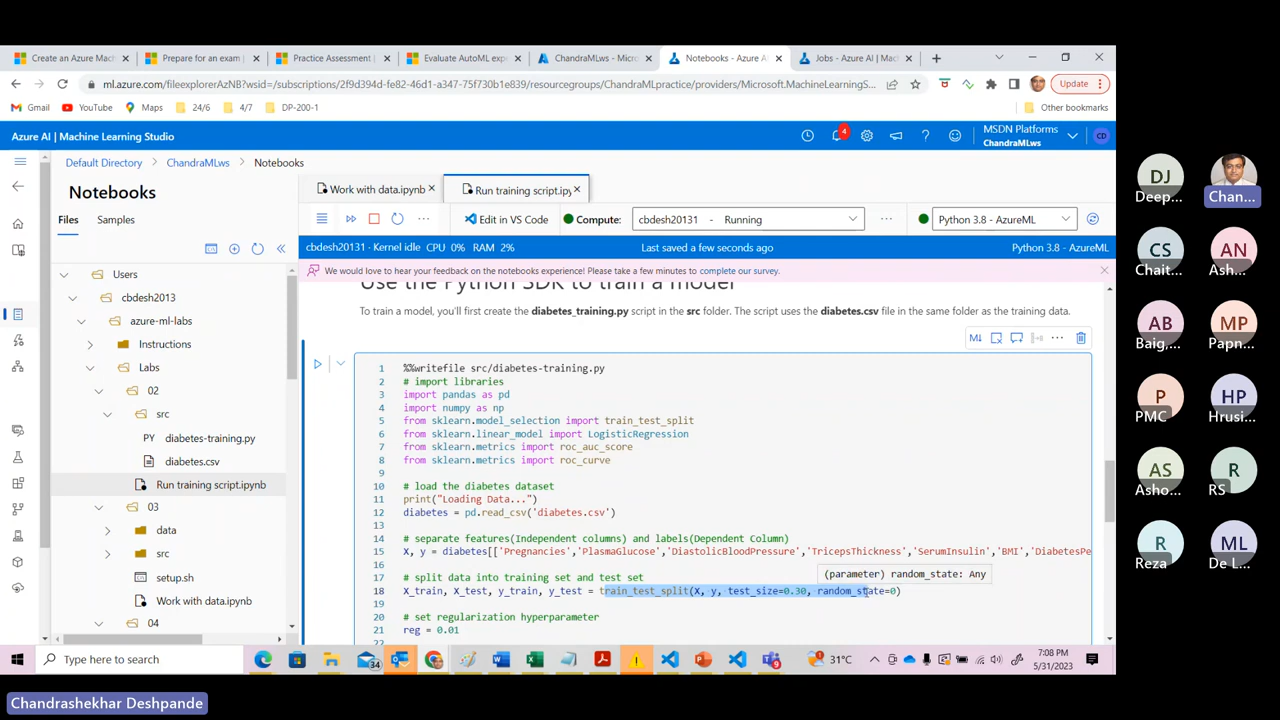 Create an Azure Mach
Prepare for an exam
Practice Assessment
Evaluate AutoML exp
ChandraMLws - Micro
Notebooks - Azure A
Jobs - Azure AI | Mac
ml.azure.com/fileexplorerAzNB?wsid=/subscriptions/2f9d394d-fe82-46d1-a347-75f730b1e839/resourcegroups/ChandraMLpractice/providers/Microsoft.MachineLearningS...
Update
Gmail
YouTube
Maps
24/6
4/7
DP-200-1
Other bookmarks
Azure AI | Machine Learning Studio
4
MSDN Platforms
ChandraMLws
CD
Default Directory
ChandraMLws
Notebooks
Notebooks
Files
Samples
Work with data.ipynb
Run training script.ipy
Edit in VS Code
Compute:
cbdesh20131 - Running
Python 3.8 - AzureML
cbdesh20131 · Kernel idle CPU 0% RAM 2%
Last saved a few seconds ago
Python 3.8 - AzureML
We would love to hear your feedback on the notebooks experience! Please take a few minutes to complete our survey.
Users
cbdesh2013
azure-ml-labs
Instructions
Labs
02
src
PY diabetes-training.py
diabetes.csv
Run training script.ipynb
03
data
src
setup.sh
Work with data.ipynb
04
Use the Python SDK to train a model
To train a model, you'll first create the diabetes_training.py script in the src folder. The script uses the diabetes.csv file in the same folder as the training data.
M↓
1 %%writefile src/diabetes-training.py
2 # import libraries
3 import pandas as pd
4 import numpy as np
5 from sklearn.model_selection import train_test_split
6 from sklearn.linear_model import LogisticRegression
7 from sklearn.metrics import roc_auc_score
8 from sklearn.metrics import roc_curve
9
10 # load the diabetes dataset
11 print("Loading Data...")
12 diabetes = pd.read_csv('diabetes.csv')
13
14 # separate features(Independent columns) and labels(Dependent Column)
15 X, y = diabetes[['Pregnancies','PlasmaGlucose','DiastolicBloodPressure','TricepsThickness','SerumInsulin','BMI','DiabetesPe
16
(parameter) random_state: Any
17 # split data into training set and test set
18 X_train, X_test, y_train, y_test = train_test_split(X, y, test_size=0.30, random_state=0)
19
20 # set regularization hyperparameter
21 reg = 0.01
22
Type here to search
34
9
31°C
7:08 PM
5/31/2023
Chandrashekhar Deshpande
DJ
Deep...
Chan...
CS
Chait...
AN
Ash...
AB
Baig,...
MP
Papn...
P
PMC
HP
Hrusi...
AS
Asho...
R
RS
R
Reza
ML
De L...